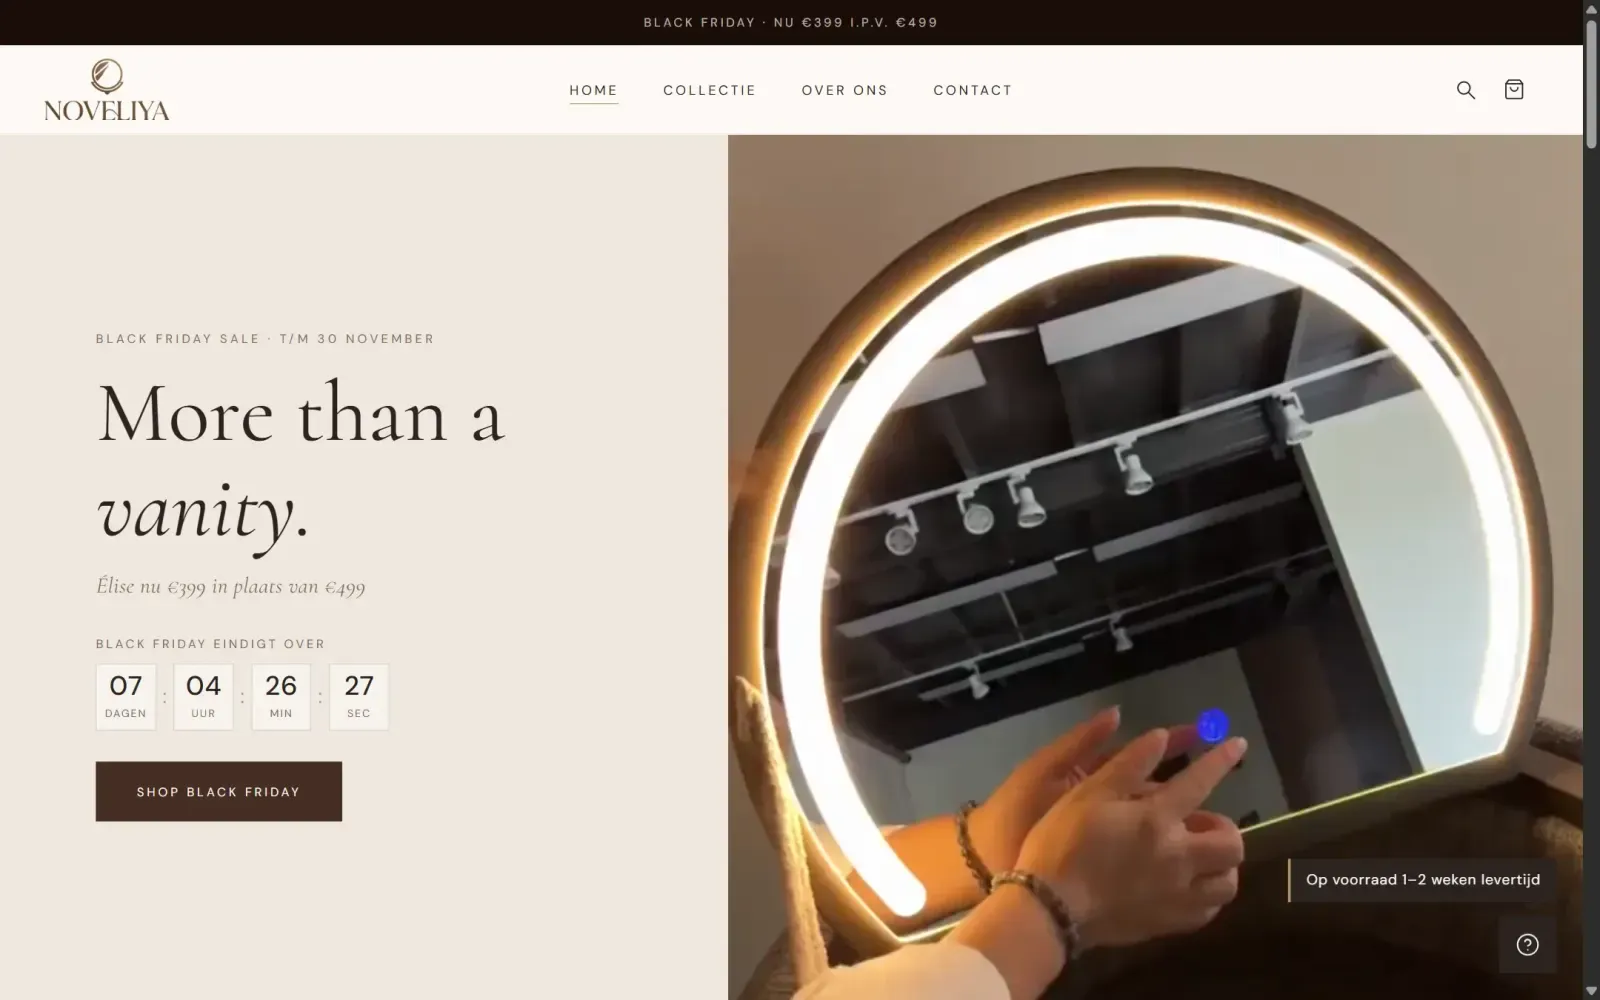 BLACK FRIDAY · NU €399 I.P.V. €499
NOVELIYA
HOME
COLLECTIE
OVER ONS
CONTACT
BLACK FRIDAY SALE · T/M 30 NOVEMBER
More than a
vanity.
Élise nu €399 in plaats van €499
BLACK FRIDAY EINDIGT OVER
07 : 04 : 26 : 27
DAGEN UUR MIN SEC
SHOP BLACK FRIDAY
Op voorraad 1–2 weken levertijd